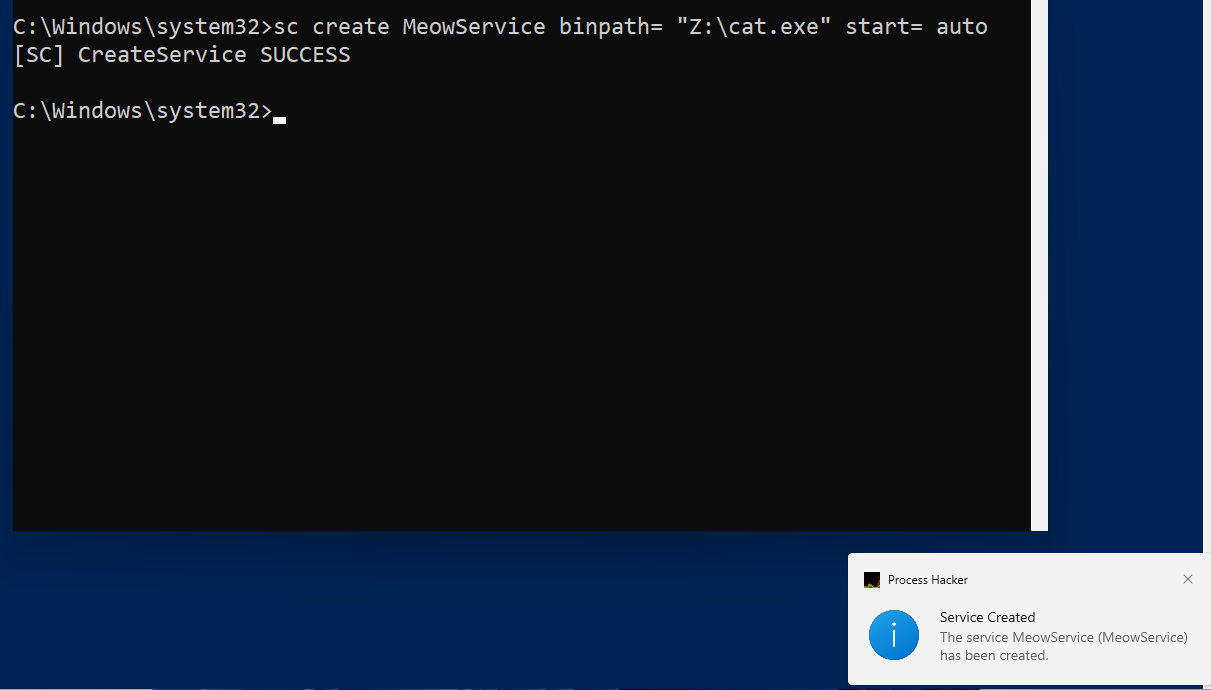 C:\Windows\system32>sc create MeowService binpath= "Z:\cat.exe" start= auto
[SC] CreateService SUCCESS
C:\Windows\system32>
Process Hacker
Service Created
The service MeowService (MeowService)
has been created.